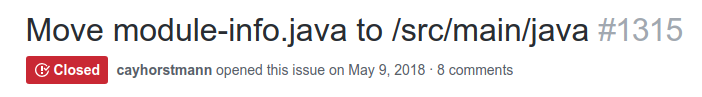 Move module-info.java to /src/main/java #1315
Closed cayhorstmann opened this issue on May 9, 2018 · 8 comments